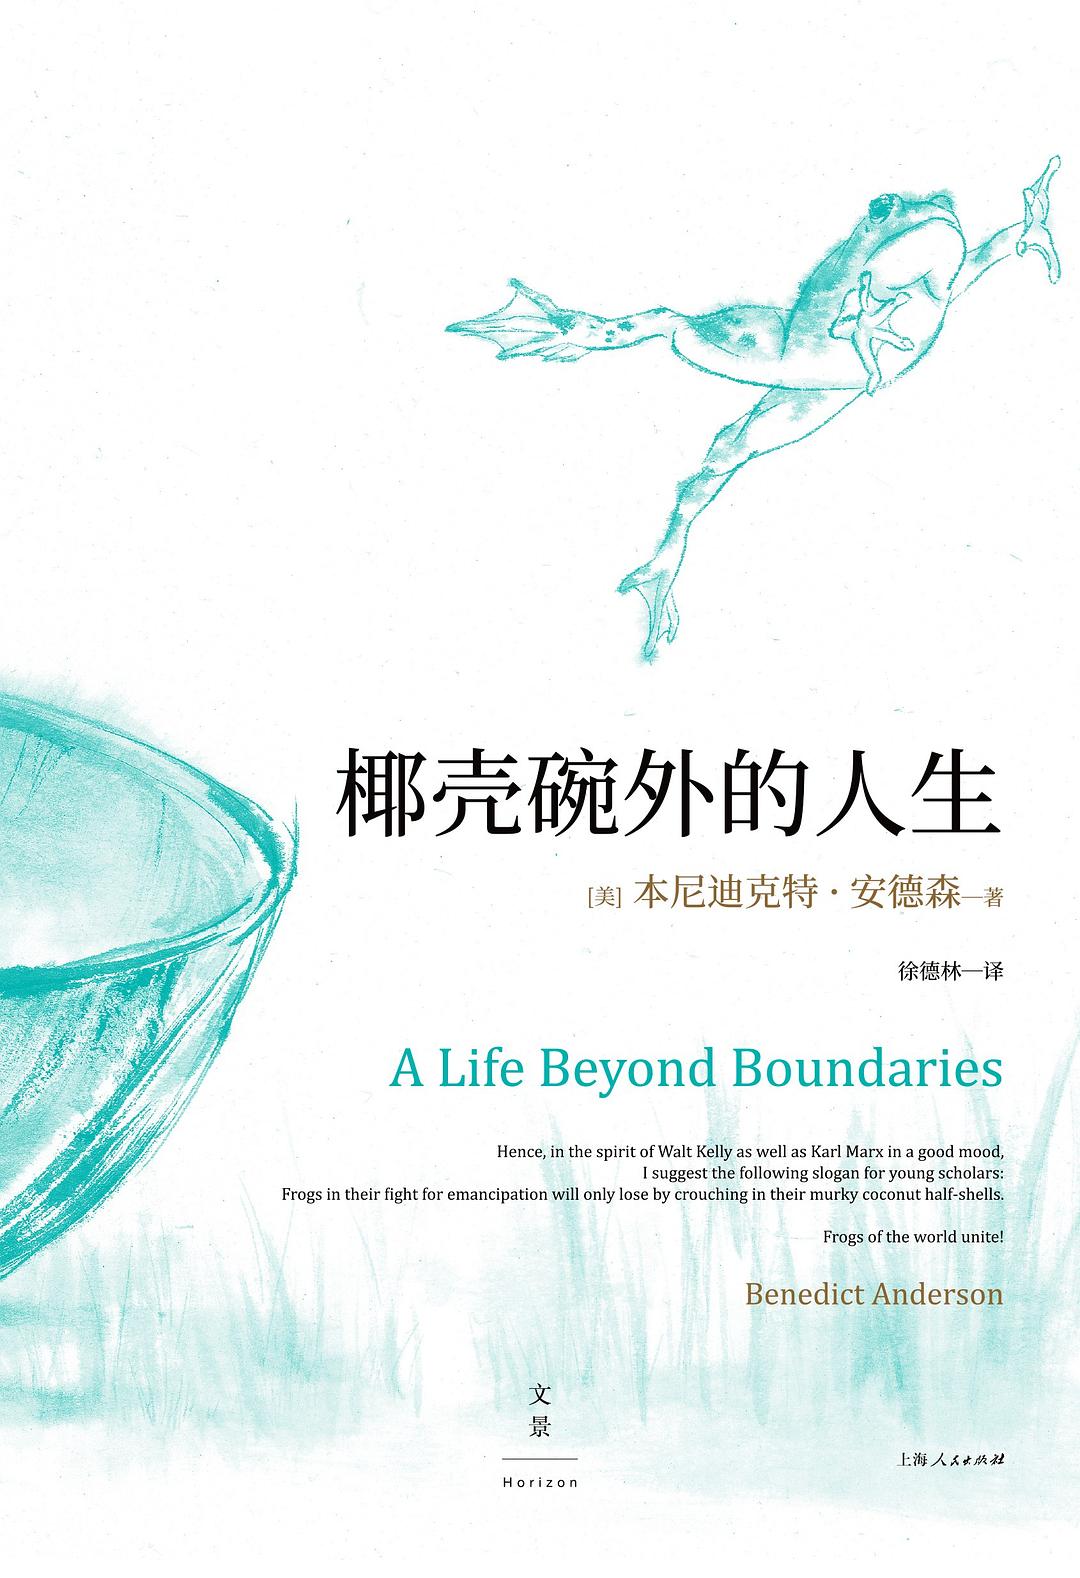 椰壳碗外的人生
[美] 本尼迪克特·安德森—著
徐德林—译
A Life Beyond Boundaries
Hence, in the spirit of Walt Kelly as well as Karl Marx in a good mood,
I suggest the following slogan for young scholars:
Frogs in their fight for emancipation will only lose by crouching in their murky coconut half-shells.
Frogs of the world unite!
Benedict Anderson
文
景
Horizon
上海人民出版社